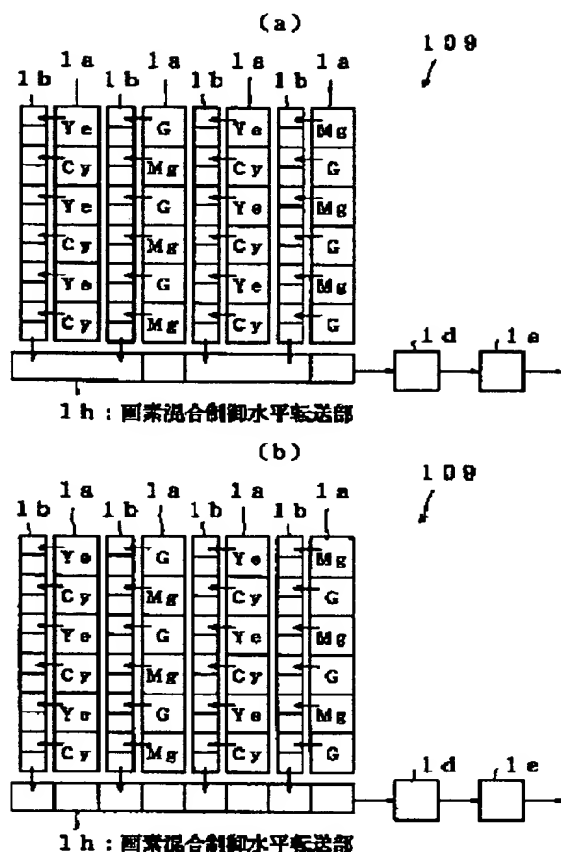 (a)
109
1b 1a 1b 1a 1b 1a 1b 1a
Ye G Ye Mg
Cy Mg Cy G
Ye G Ye Mg
Cy Mg Cy G
Ye G Ye Mg
Cy Mg Cy G
1d 1e
1h:画素混合制御水平転送部
(b)
109
1b 1a 1b 1a 1b 1a 1b 1a
Ye G Ye Mg
Cy Mg Cy G
Ye G Ye Mg
Cy Mg Cy G
Ye G Ye Mg
Cy Mg Cy G
1d 1e
1h:画素混合制御水平転送部